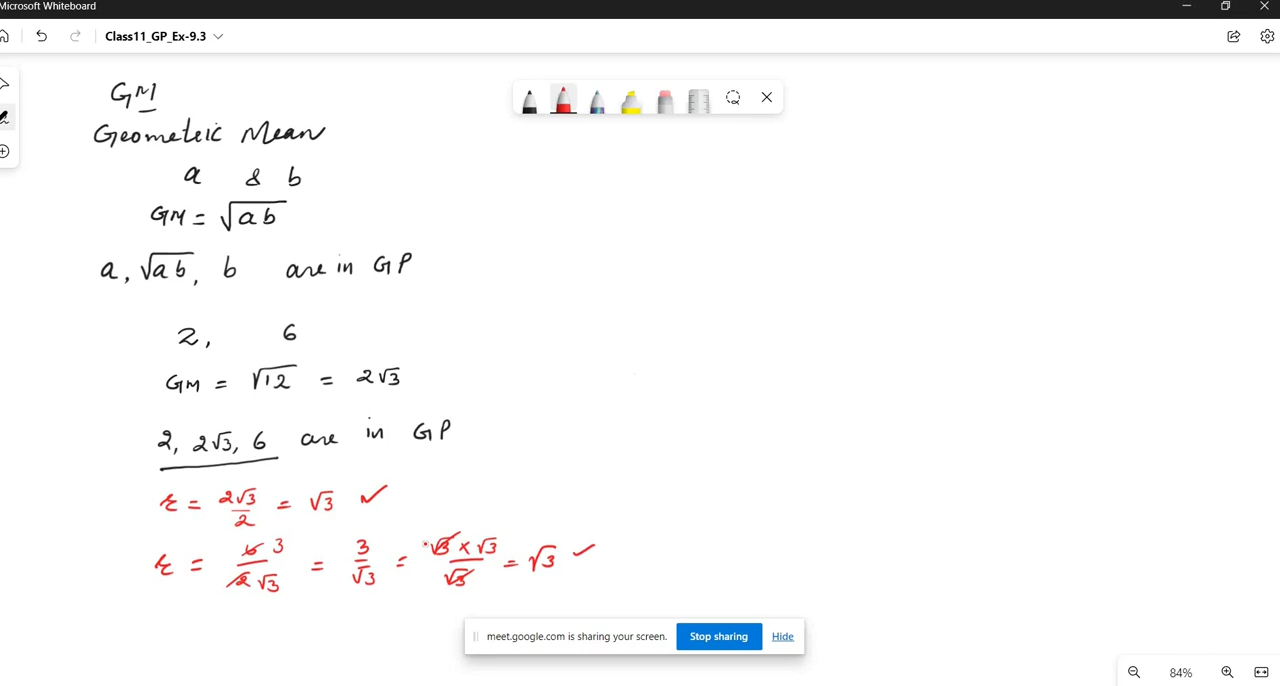 Microsoft Whiteboard
Class11_GP_Ex-9.3
GM
Geometric Mean
a & b
GM = √ab
a, √ab, b are in GP
2, 6
GM = √12 = 2√3
2, 2√3, 6 are in GP
r = 2√3/2 = √3 ✓
r = 6 3/2√3 = 3/√3 = √3 × √3/√3 = √3 ✓
meet.google.com is sharing your screen. Stop sharing Hide
84%